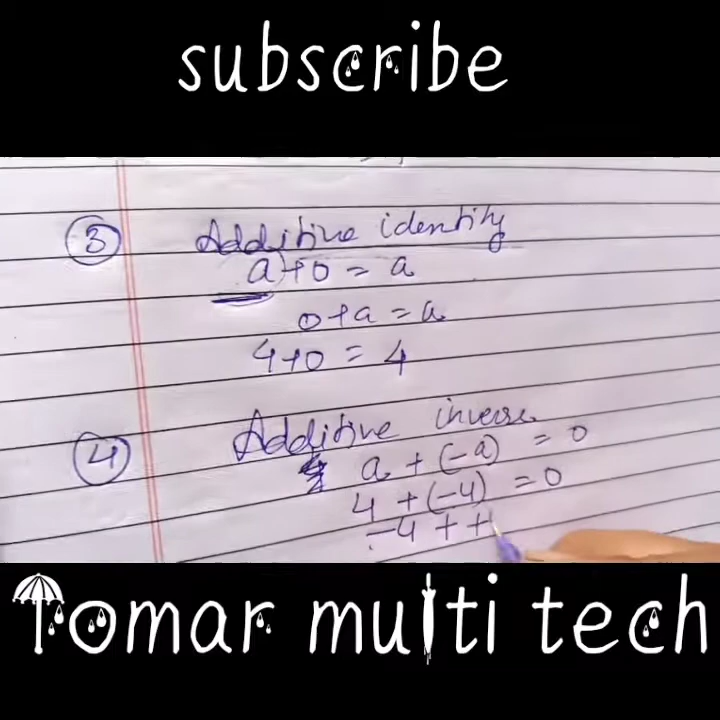 subscribe
3 Additive identity
a+0 = a
0+a = a
4+0 = 4
4 Additive inverse
a + (-a) = 0
4 + (-4) = 0
-4 + +
Tomar multi tech